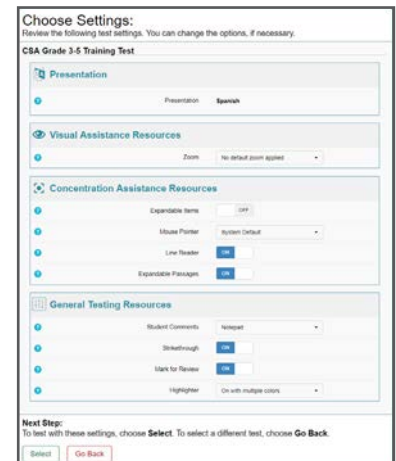 Choose Settings:
Review the following test settings. You can change the options, if necessary.
CSA Grade 3-5 Training Test
Presentation
Presentation Spanish
Visual Assistance Resources
Zoom No default zoom applied
Concentration Assistance Resources
Expandable Items OFF
Mouse Pointer System Default
Line Reader ON
Expandable Passages ON
General Testing Resources
Student Comments Notepad
Strikethrough ON
Mark for Review ON
Highlighter On with multiple colors
Next Step:
To test with these settings, choose Select. To select a different test, choose Go Back.
Select Go Back